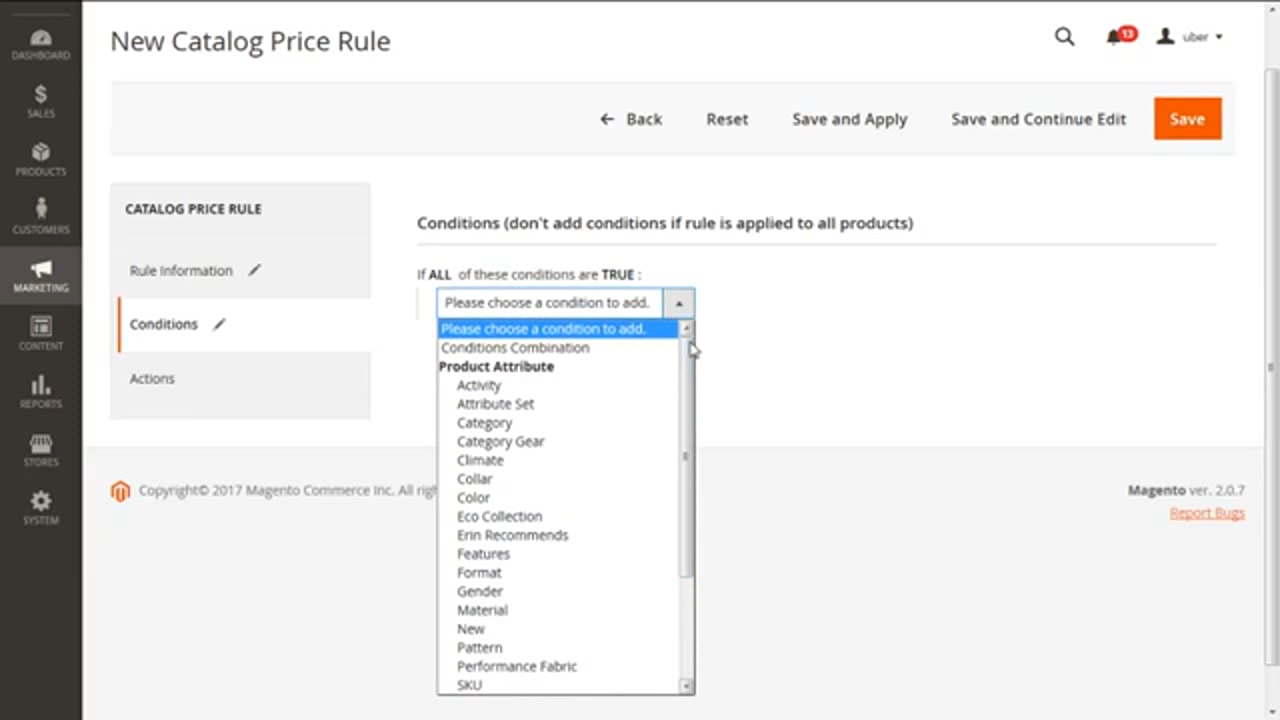 New Catalog Price Rule
13
uber
DASHBOARD
SALES
PRODUCTS
CUSTOMERS
MARKETING
CONTENT
REPORTS
STORES
SYSTEM
← Back
Reset
Save and Apply
Save and Continue Edit
Save
CATALOG PRICE RULE
Rule Information
Conditions
Actions
Conditions (don't add conditions if rule is applied to all products)
If ALL of these conditions are TRUE :
Please choose a condition to add.
Please choose a condition to add.
Conditions Combination
Product Attribute
Activity
Attribute Set
Category
Category Gear
Climate
Collar
Color
Eco Collection
Erin Recommends
Features
Format
Gender
Material
New
Pattern
Performance Fabric
SKU
Copyright© 2017 Magento Commerce Inc. All
Magento ver. 2.0.7
Report Bugs